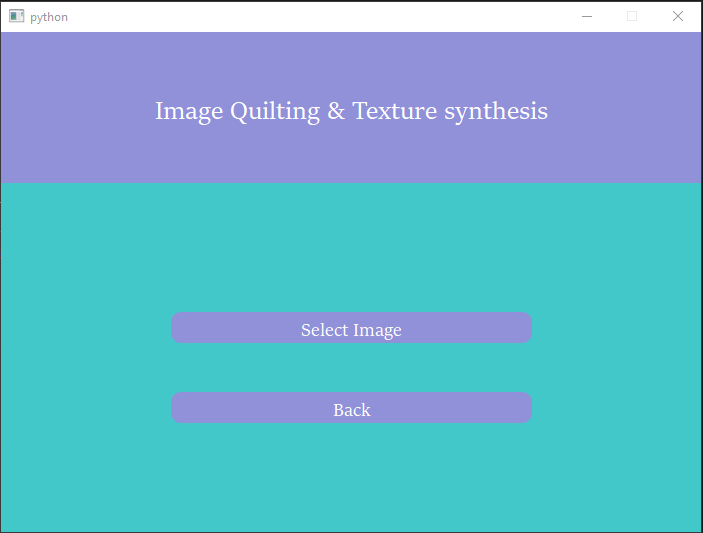 python
Image Quilting & Texture synthesis
Select Image
Back